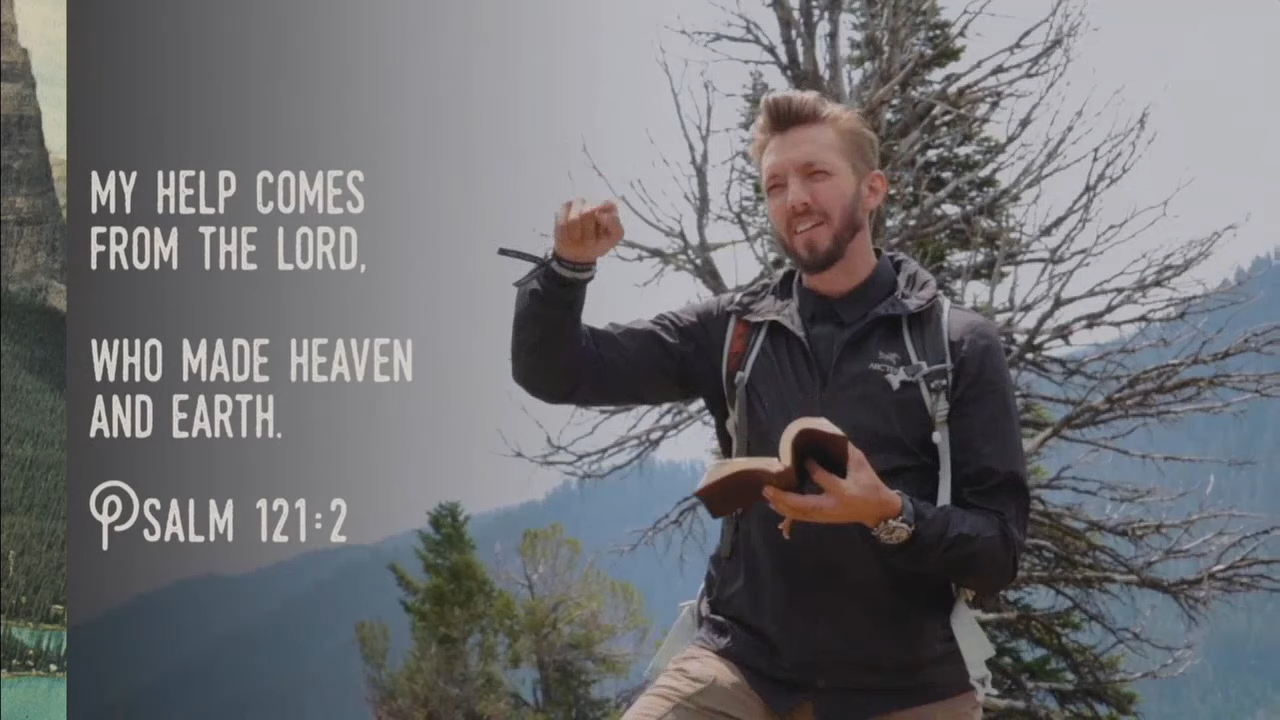 MY HELP COMES
FROM THE LORD,
WHO MADE HEAVEN
AND EARTH.
PSALM 121:2